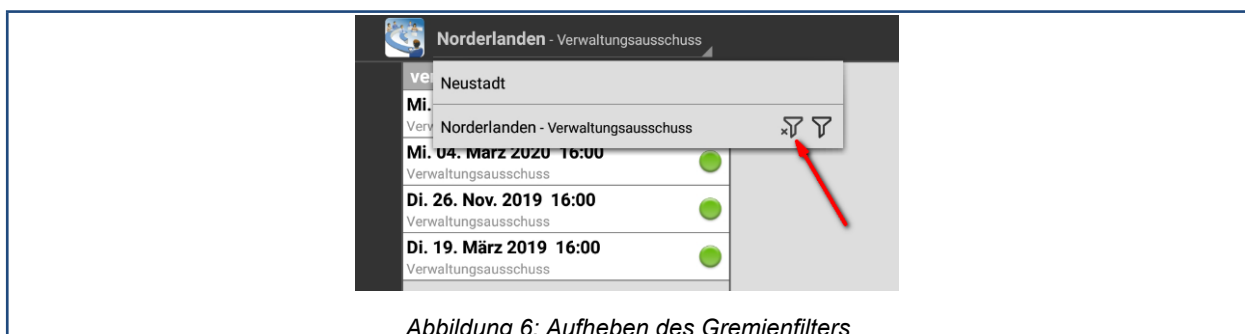 Norderlanden - Verwaltungsausschuss
Neustadt
Mi.
Norderlanden - Verwaltungsausschuss
Mi. 04. März 2020 16:00
Verwaltungsausschuss
Di. 26. Nov. 2019 16:00
Verwaltungsausschuss
Di. 19. März 2019 16:00
Verwaltungsausschuss
Abbildung 6: Aufheben des Gremienfilters